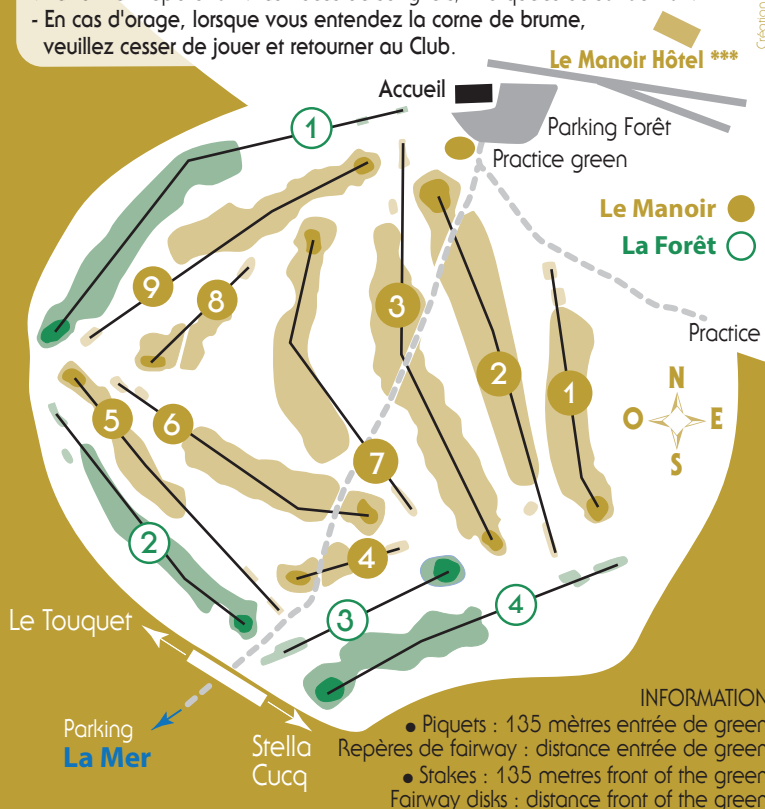 - En cas d'orage, lorsque vous entendez la corne de brume,
veuillez cesser de jouer et retourner au Club.
Création
Le Manoir Hôtel ***
Accueil
Parking Forêt
Practice green
Le Manoir
La Forêt
Practice
N
O E
S
1
9
8
3
2
1
5
6
7
2
4
3
4
Le Touquet
Parking
La Mer
Stella
Cucq
INFORMATION
● Piquets : 135 mètres entrée de green
Repères de fairway : distance entrée de green
● Stakes : 135 metres front of the green
Fairway disks : distance front of the green